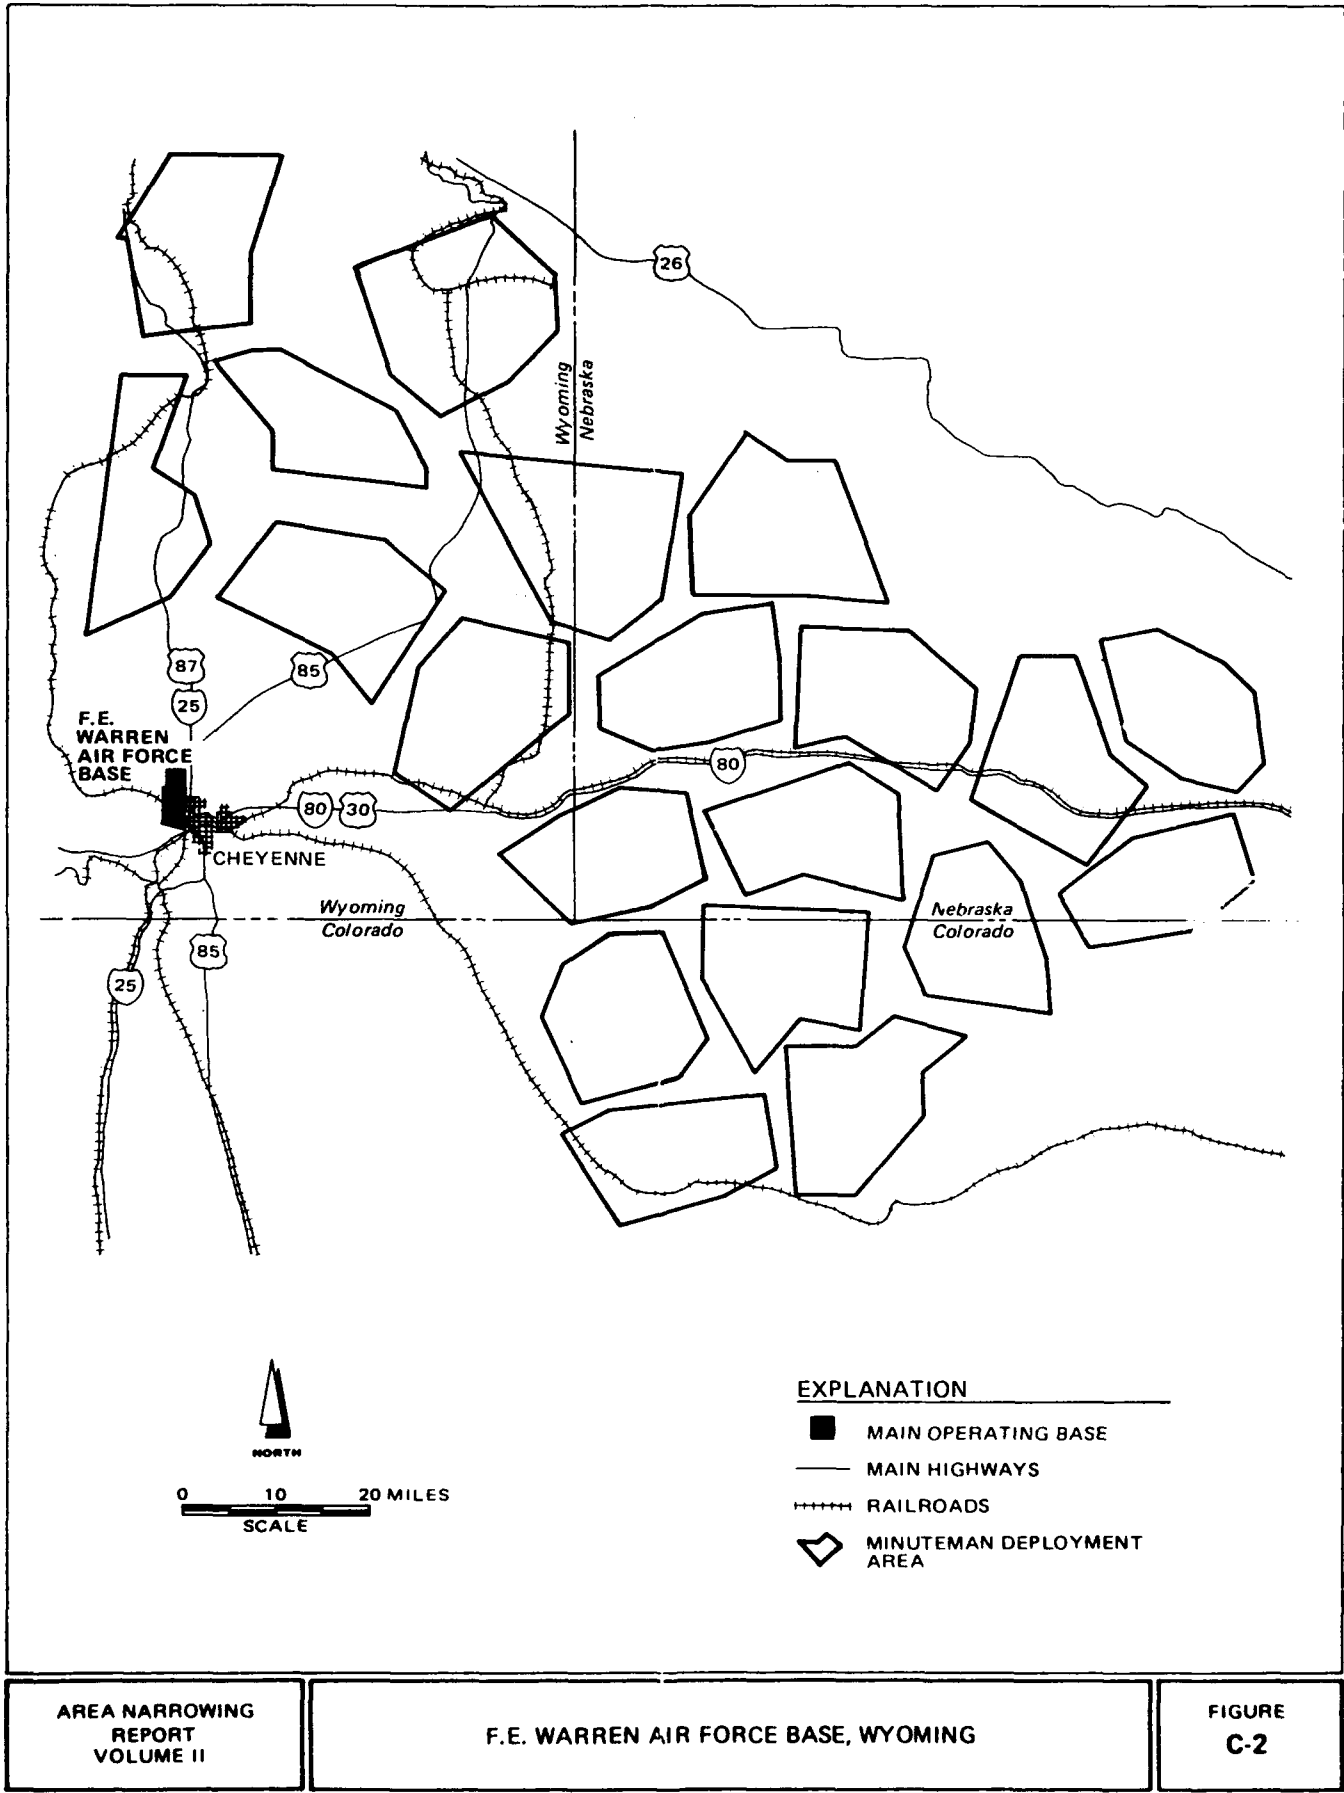 26
Wyoming
Nebraska
87
85
25
F.E.
WARREN
AIR FORCE
BASE
80
80
30
CHEYENNE
Wyoming
Colorado
Nebraska
Colorado
85
25
NORTH
0 10 20 MILES
SCALE
EXPLANATION
MAIN OPERATING BASE
MAIN HIGHWAYS
RAILROADS
MINUTEMAN DEPLOYMENT
AREA
AREA NARROWING
REPORT
VOLUME II
F.E. WARREN AIR FORCE BASE, WYOMING
FIGURE
C-2